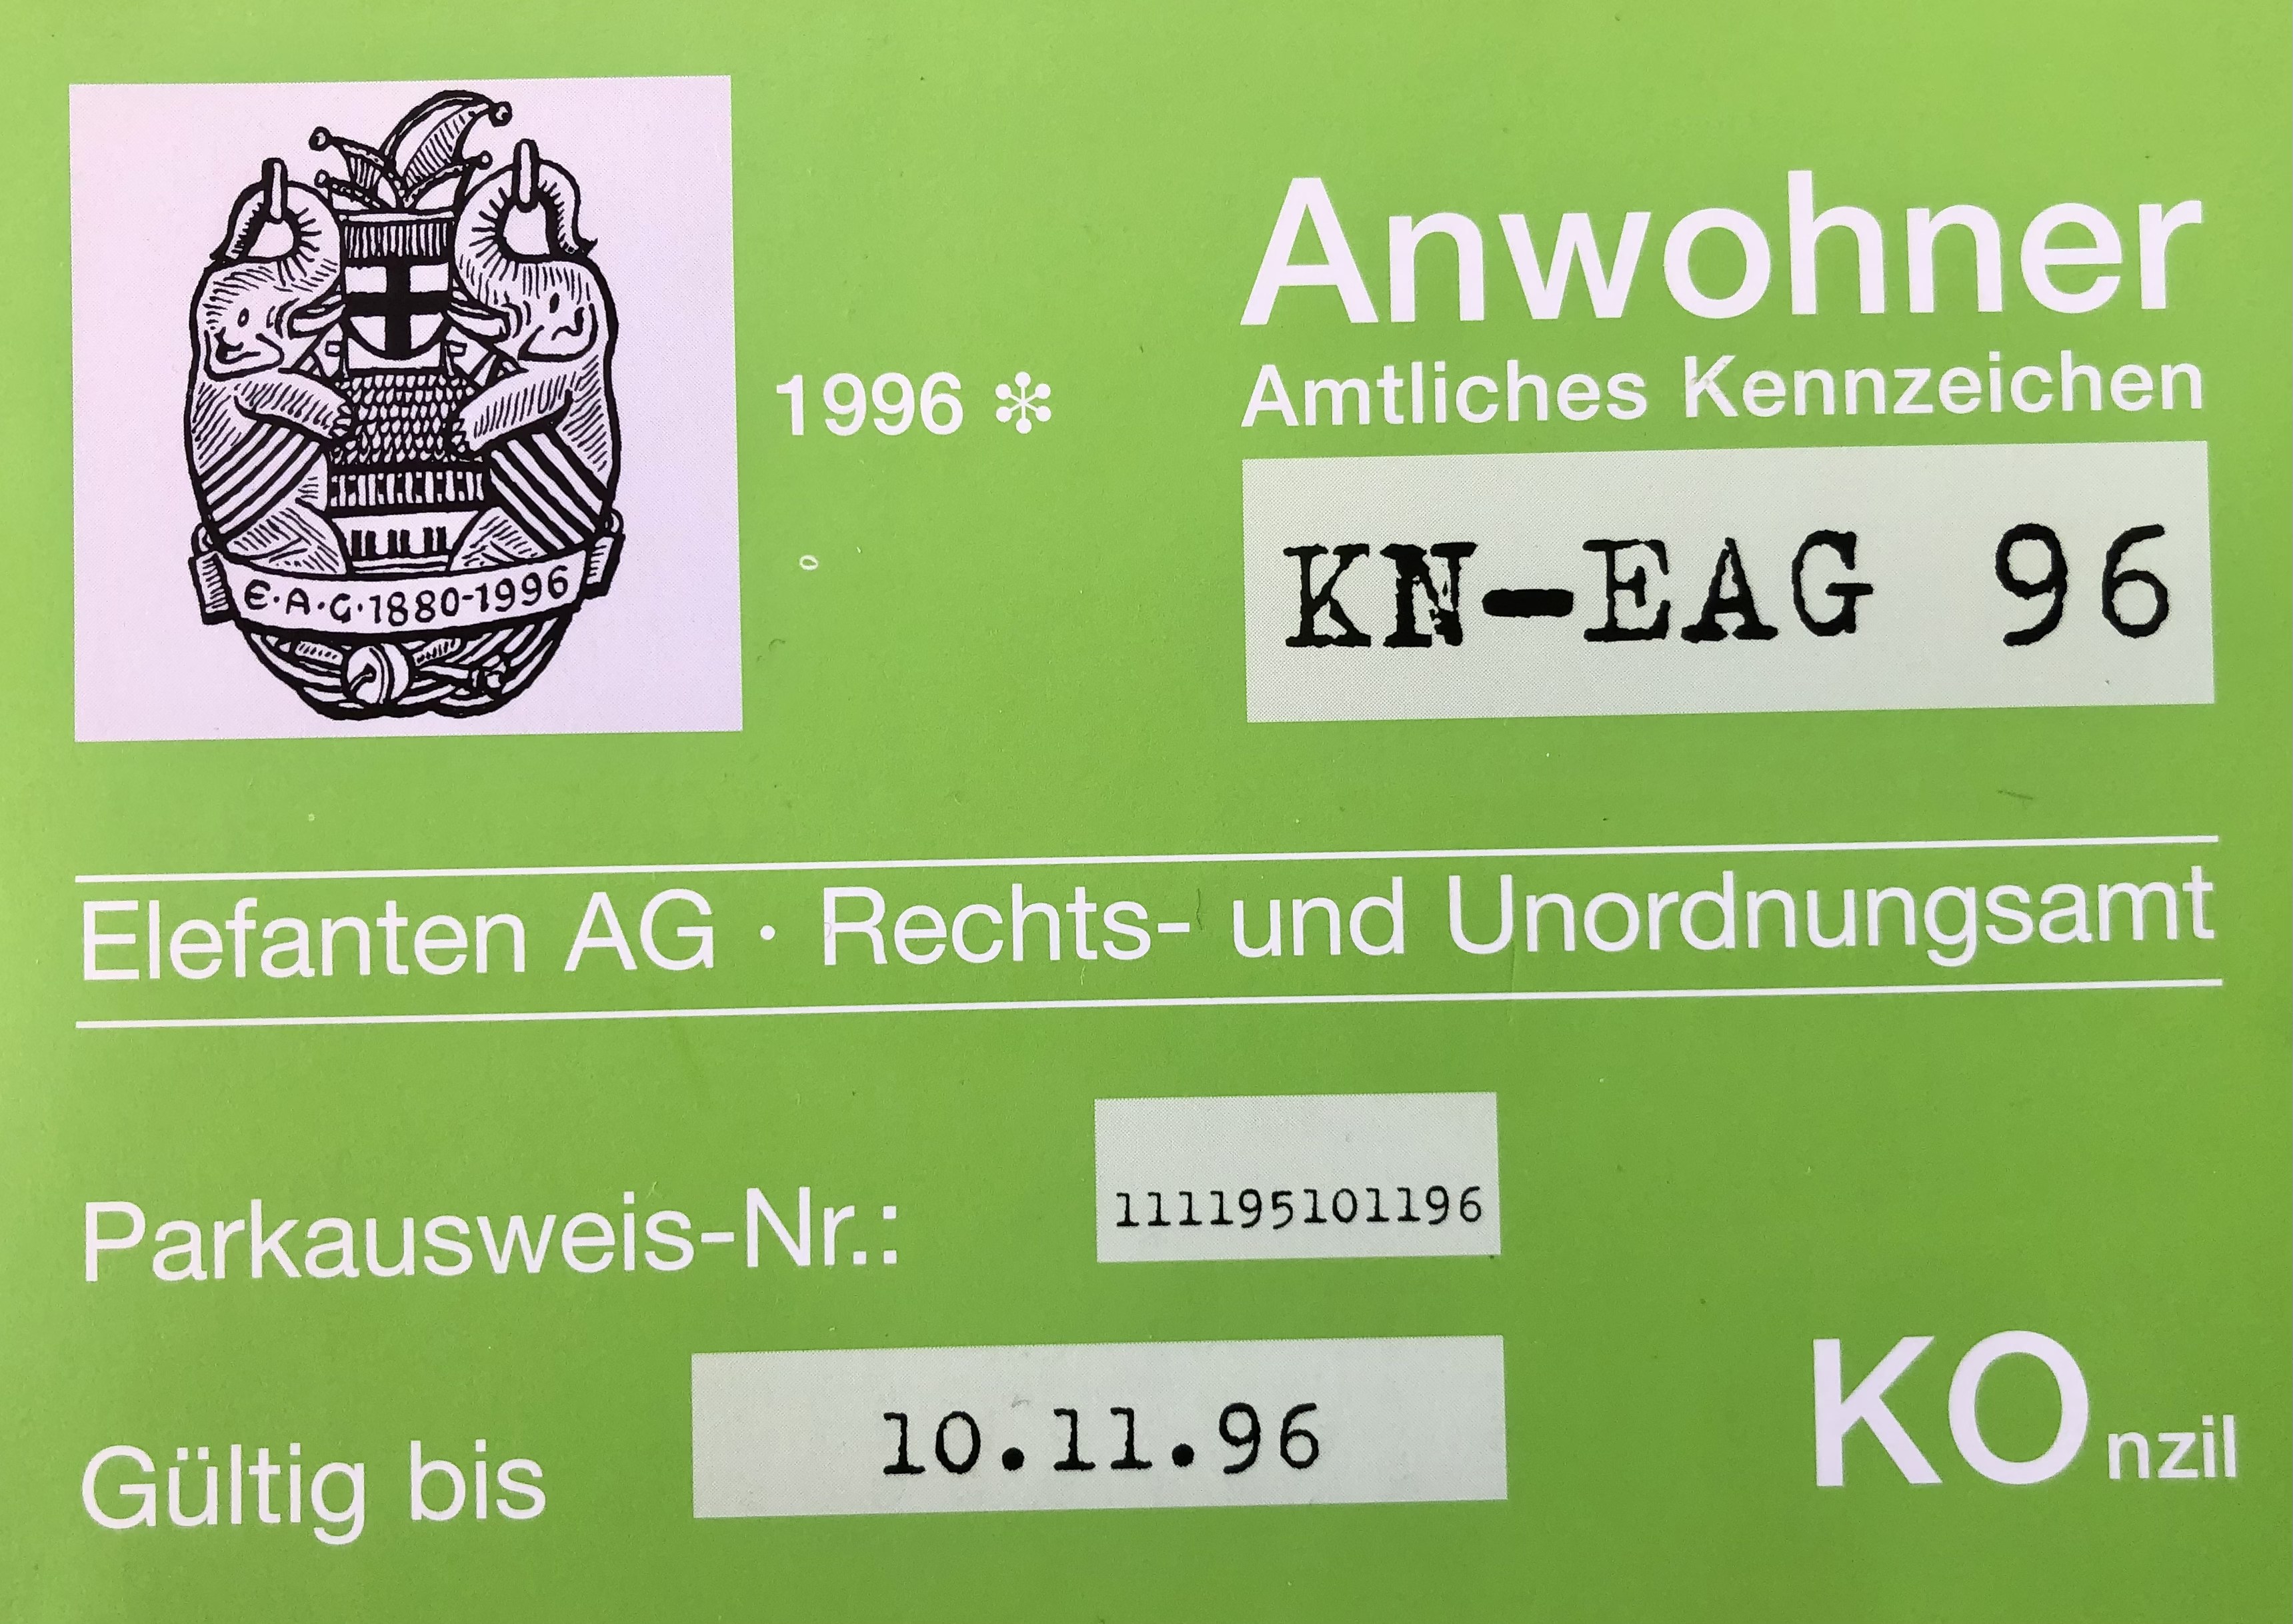 E·A·G·1880-1996
1996
Anwohner
Amtliches Kennzeichen
KN-EAG 96
Elefanten AG · Rechts- und Unordnungsamt
Parkausweis-Nr.: 111195101196
Gültig bis 10.11.96
KOnzil